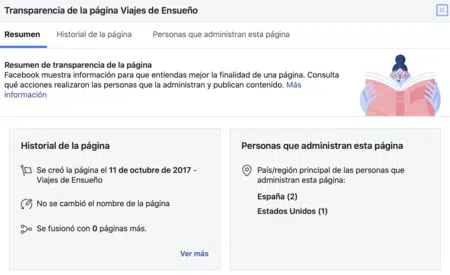 Transparencia de la página Viajes de Ensueño
Resumen
Historial de la página
Personas que administran esta página
Resumen de transparencia de la página
Facebook muestra información para que entiendas mejor la finalidad de una página. Consulta
qué acciones realizaron las personas que la administran y publican contenido. Más
información
Historial de la página
Se creó la página el 11 de octubre de 2017 -
Viajes de Ensueño
No se cambió el nombre de la página
Se fusionó con 0 páginas más.
Ver más
Personas que administran esta página
País/región principal de las personas que
administran esta página:
España (2)
Estados Unidos (1)